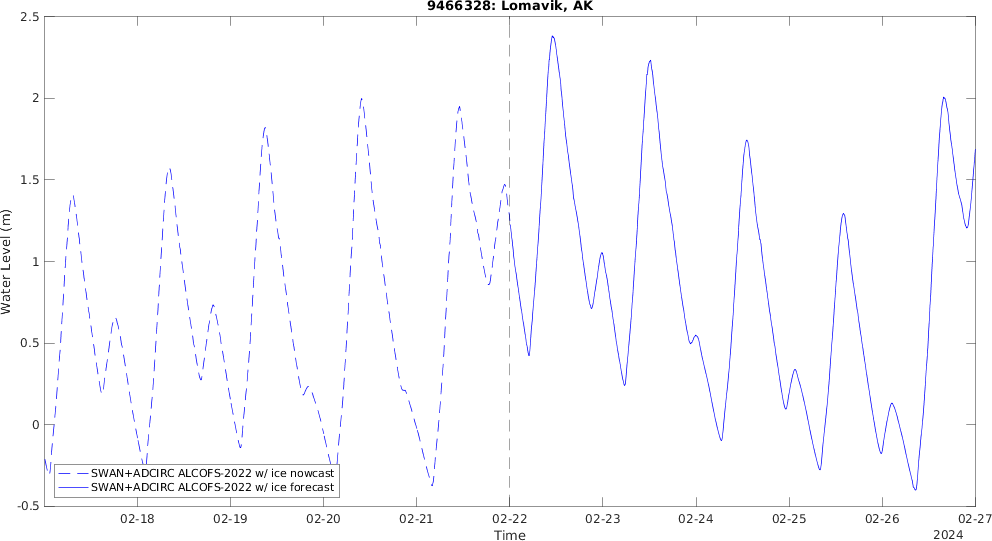 9466328: Lomavik, AK
Water Level (m)
2.5
2
1.5
1
0.5
0
-0.5
SWAN+ADCIRC ALCOFS-2022 w/ ice nowcast
SWAN+ADCIRC ALCOFS-2022 w/ ice forecast
02-18 02-19 02-20 02-21 02-22 02-23 02-24 02-25 02-26 02-27
Time
2024